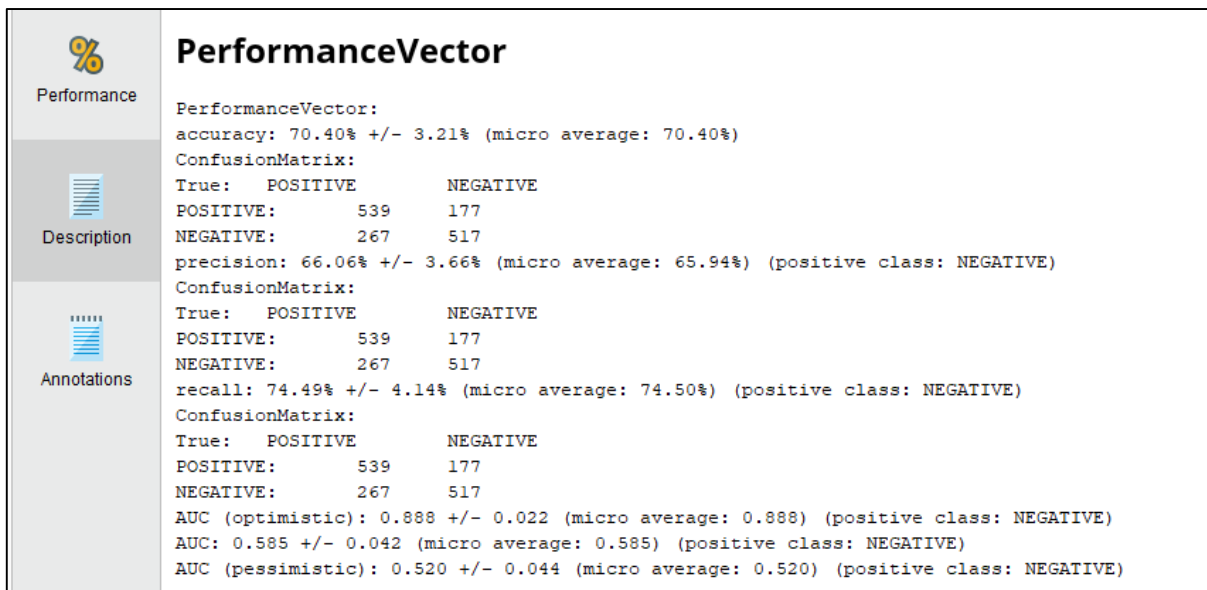 PerformanceVector
Performance
PerformanceVector:
accuracy: 70.40% +/- 3.21% (micro average: 70.40%)
ConfusionMatrix:
True: POSITIVE NEGATIVE
POSITIVE: 539 177
NEGATIVE: 267 517
Description
precision: 66.06% +/- 3.66% (micro average: 65.94%) (positive class: NEGATIVE)
ConfusionMatrix:
True: POSITIVE NEGATIVE
POSITIVE: 539 177
NEGATIVE: 267 517
Annotations
recall: 74.49% +/- 4.14% (micro average: 74.50%) (positive class: NEGATIVE)
ConfusionMatrix:
True: POSITIVE NEGATIVE
POSITIVE: 539 177
NEGATIVE: 267 517
AUC (optimistic): 0.888 +/- 0.022 (micro average: 0.888) (positive class: NEGATIVE)
AUC: 0.585 +/- 0.042 (micro average: 0.585) (positive class: NEGATIVE)
AUC (pessimistic): 0.520 +/- 0.044 (micro average: 0.520) (positive class: NEGATIVE)